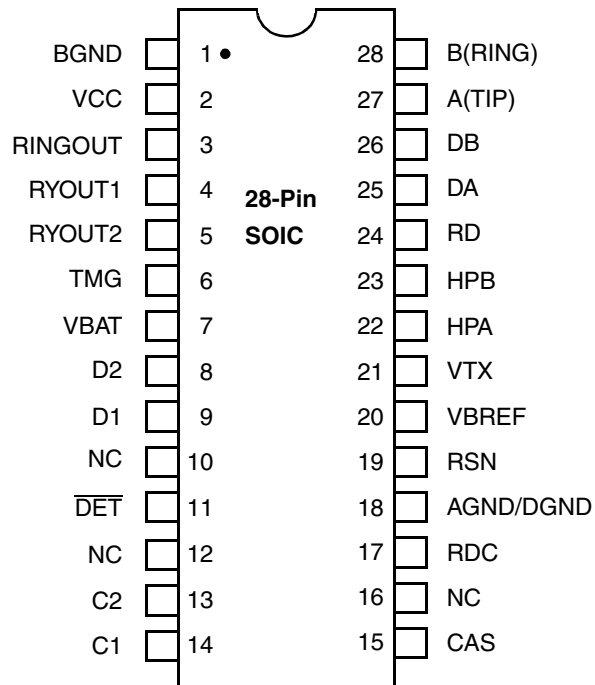 BGND 1 28 B(RING)
VCC 2 27 A(TIP)
RINGOUT 3 26 DB
RYOUT1 4 28-Pin 25 DA
RYOUT2 5 SOIC 24 RD
TMG 6 23 HPB
VBAT 7 22 HPA
D2 8 21 VTX
D1 9 20 VBREF
NC 10 19 RSN
D̅E̅T̅ 11 18 AGND/DGND
NC 12 17 RDC
C2 13 16 NC
C1 14 15 CAS